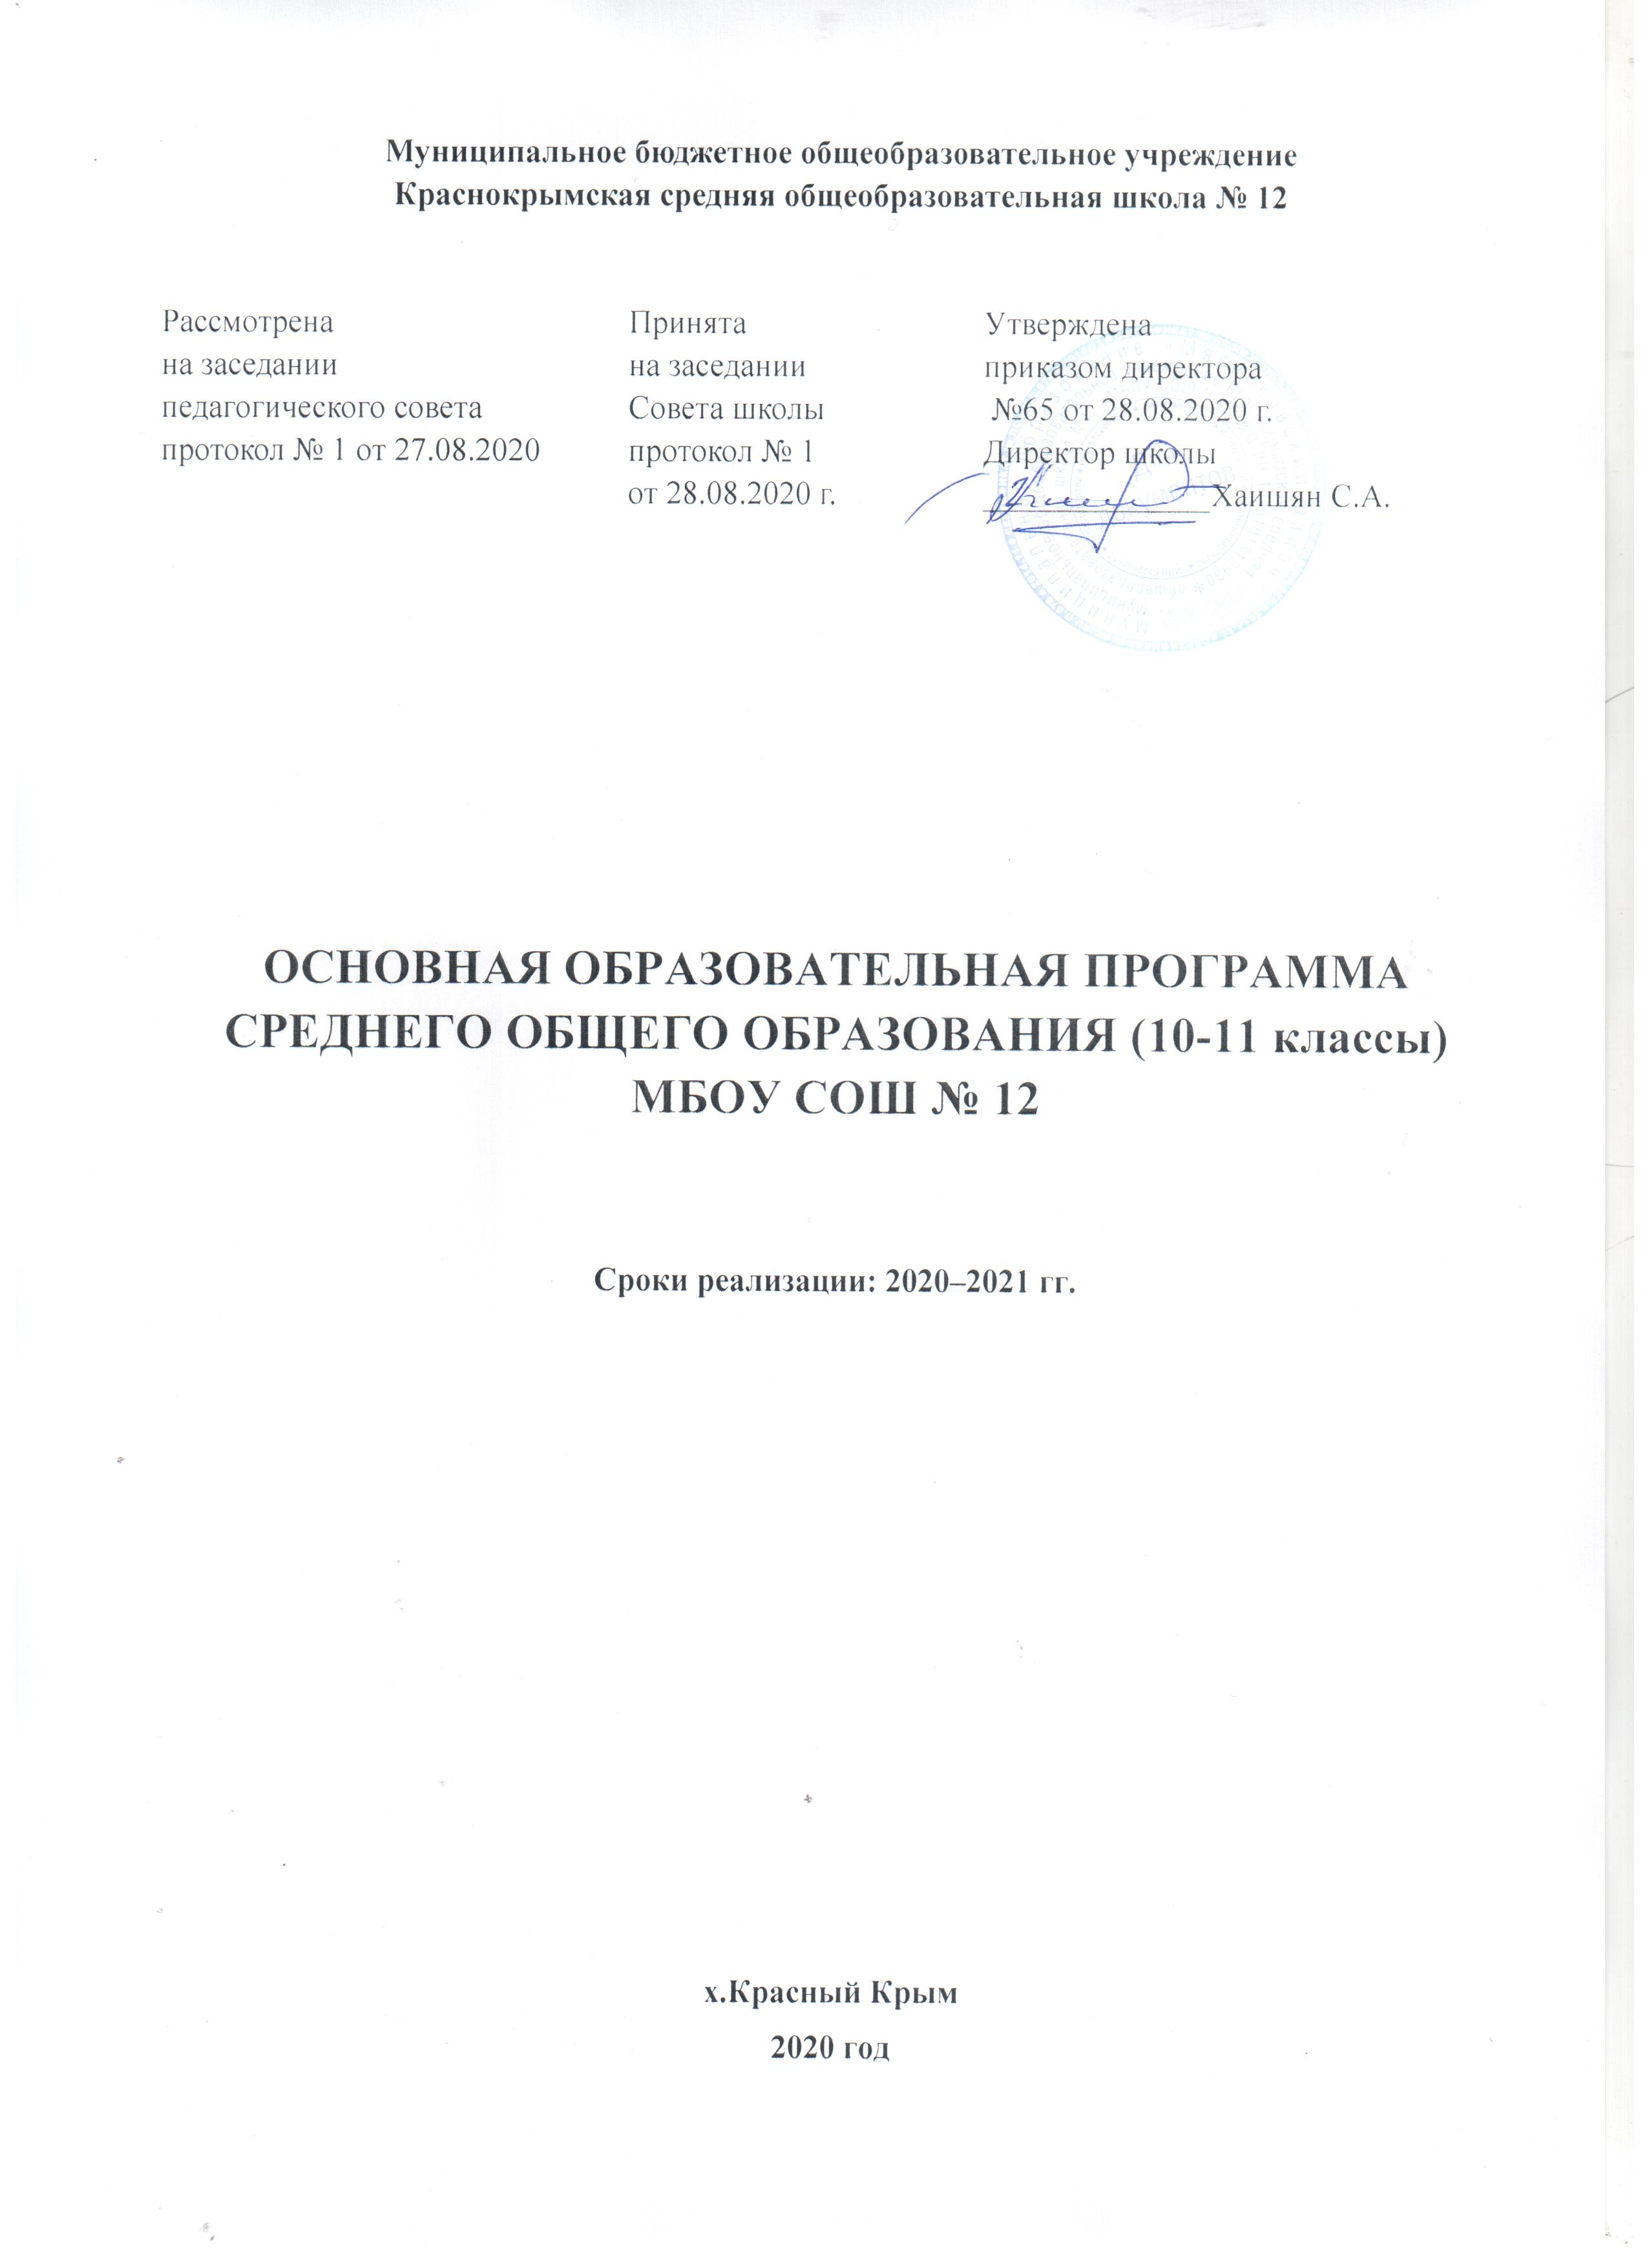 Муниципальное бюджетное общеобразовательное учреждение
Краснокрымская средняя общеобразовательная школа № 12
Рассмотрена
на заседании
педагогического совета
протокол № 1 от 27.08.2020
Принята
на заседании
Совета школы
протокол № 1
от 28.08.2020 г.
Утверждена
приказом директора
№65 от 28.08.2020 г.
Директор школы
Хаишян С.А.
ОСНОВНАЯ ОБРАЗОВАТЕЛЬНАЯ ПРОГРАММА
СРЕДНЕГО ОБЩЕГО ОБРАЗОВАНИЯ (10-11 классы)
МБОУ СОШ № 12
Сроки реализации: 2020–2021 гг.
х.Красный Крым
2020 год